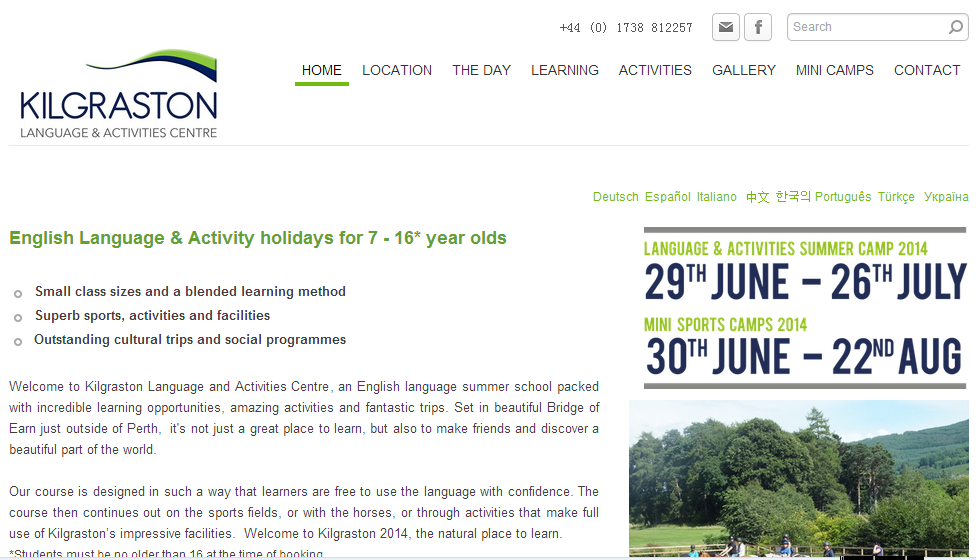 +44 (0) 1738 812257
Search
KILGRASTON
LANGUAGE & ACTIVITIES CENTRE
HOME LOCATION THE DAY LEARNING ACTIVITIES GALLERY MINI CAMPS CONTACT
Deutsch Español Italiano 中文 한국의 Português Türkçe Україна
English Language & Activity holidays for 7 - 16* year olds
Small class sizes and a blended learning method
Superb sports, activities and facilities
Outstanding cultural trips and social programmes
Welcome to Kilgraston Language and Activities Centre, an English language summer school packed
with incredible learning opportunities, amazing activities and fantastic trips. Set in beautiful Bridge of
Earn just outside of Perth, it's not just a great place to learn, but also to make friends and discover a
beautiful part of the world.
Our course is designed in such a way that learners are free to use the language with confidence. The
course then continues out on the sports fields, or with the horses, or through activities that make full
use of Kilgraston's impressive facilities. Welcome to Kilgraston 2014, the natural place to learn.
*Students must be no older than 16 at the time of booking
LANGUAGE & ACTIVITIES SUMMER CAMP 2014
29TH JUNE – 26TH JULY
MINI SPORTS CAMPS 2014
30TH JUNE – 22ND AUG